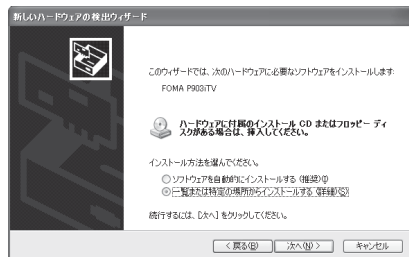 新しいハードウェアの検出ウィザード
このウィザードでは、次のハードウェアに必要なソフトウェアをインストールします:
FOMA P903iTV
ハードウェアに付属のインストール CD またはフロッピー ディ
スクがある場合は、挿入してください。
インストール方法を選んでください。
ソフトウェアを自動的にインストールする (推奨)(I)
一覧または特定の場所からインストールする (詳細)(S)
続行するには、[次へ] をクリックしてください。
< 戻る(B) 次へ(N) > キャンセル